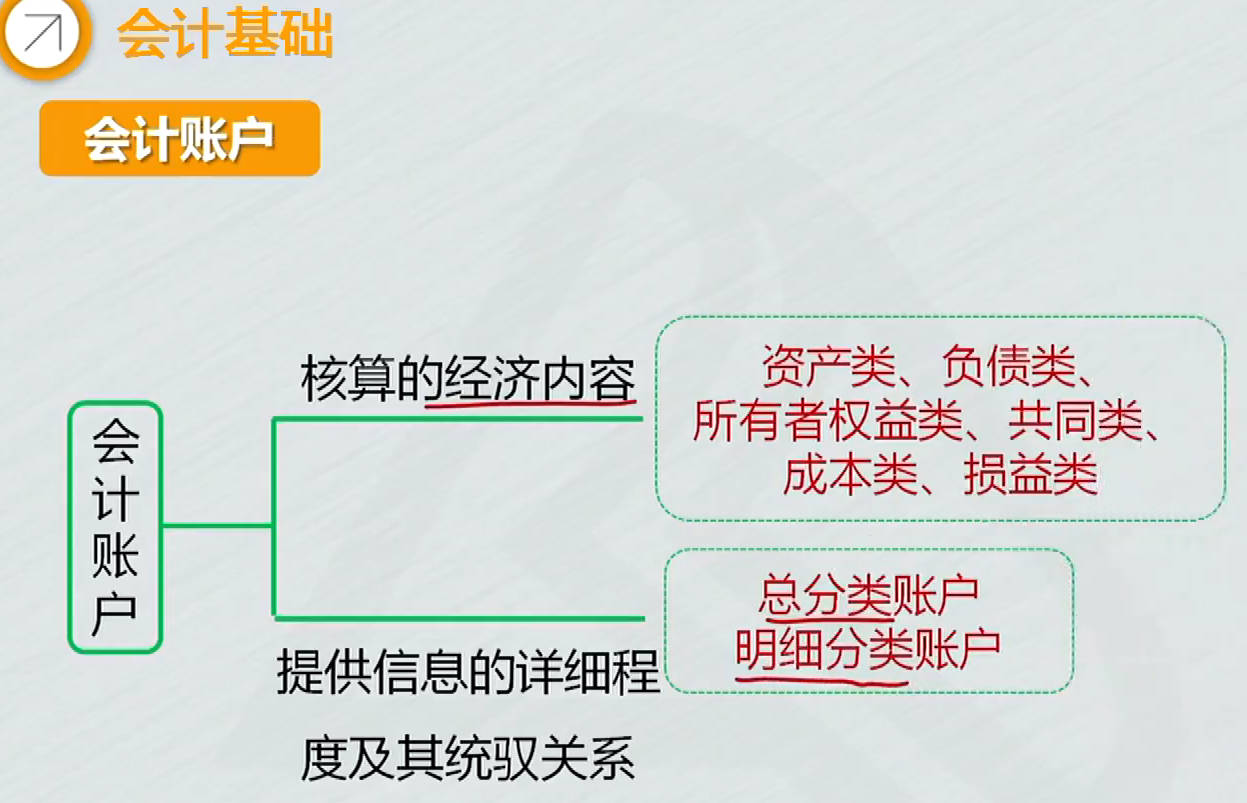 会计基础
会计账户
会计账户
核算的经济内容
资产类、负债类、
所有者权益类、共同类、
成本类、损益类
提供信息的详细程
度及其统驭关系
总分类账户
明细分类账户